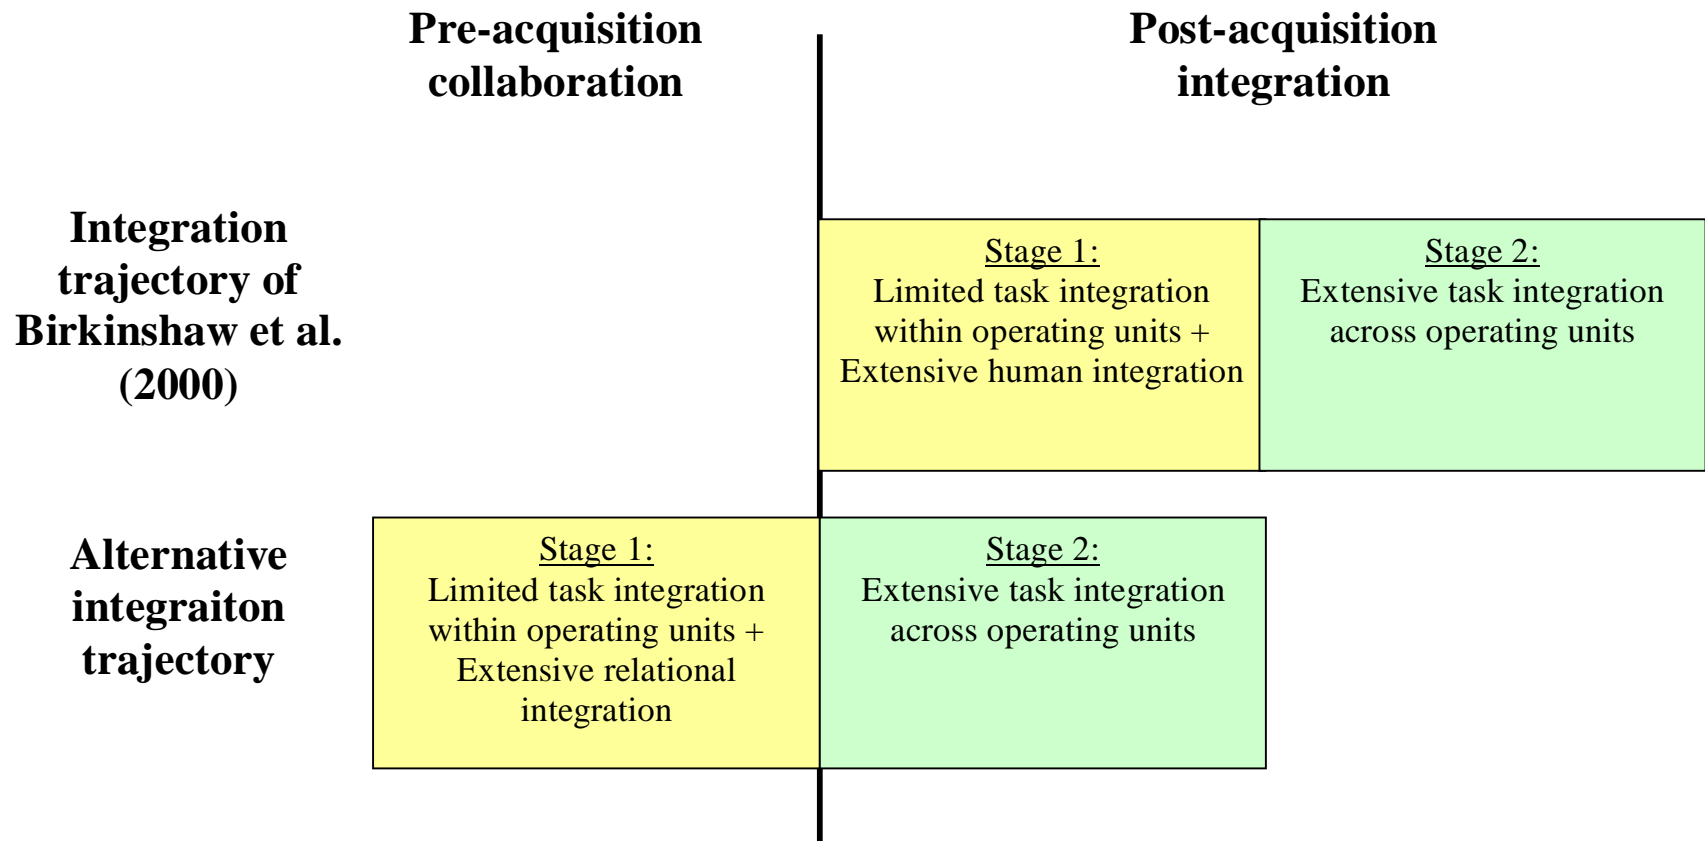 Pre-acquisition
collaboration
Post-acquisition
integration
Integration
trajectory of
Birkinshaw et al.
(2000)
Stage 1:
Limited task integration
within operating units +
Extensive human integration
Stage 2:
Extensive task integration
across operating units
Alternative
integraiton
trajectory
Stage 1:
Limited task integration
within operating units +
Extensive relational
integration
Stage 2:
Extensive task integration
across operating units